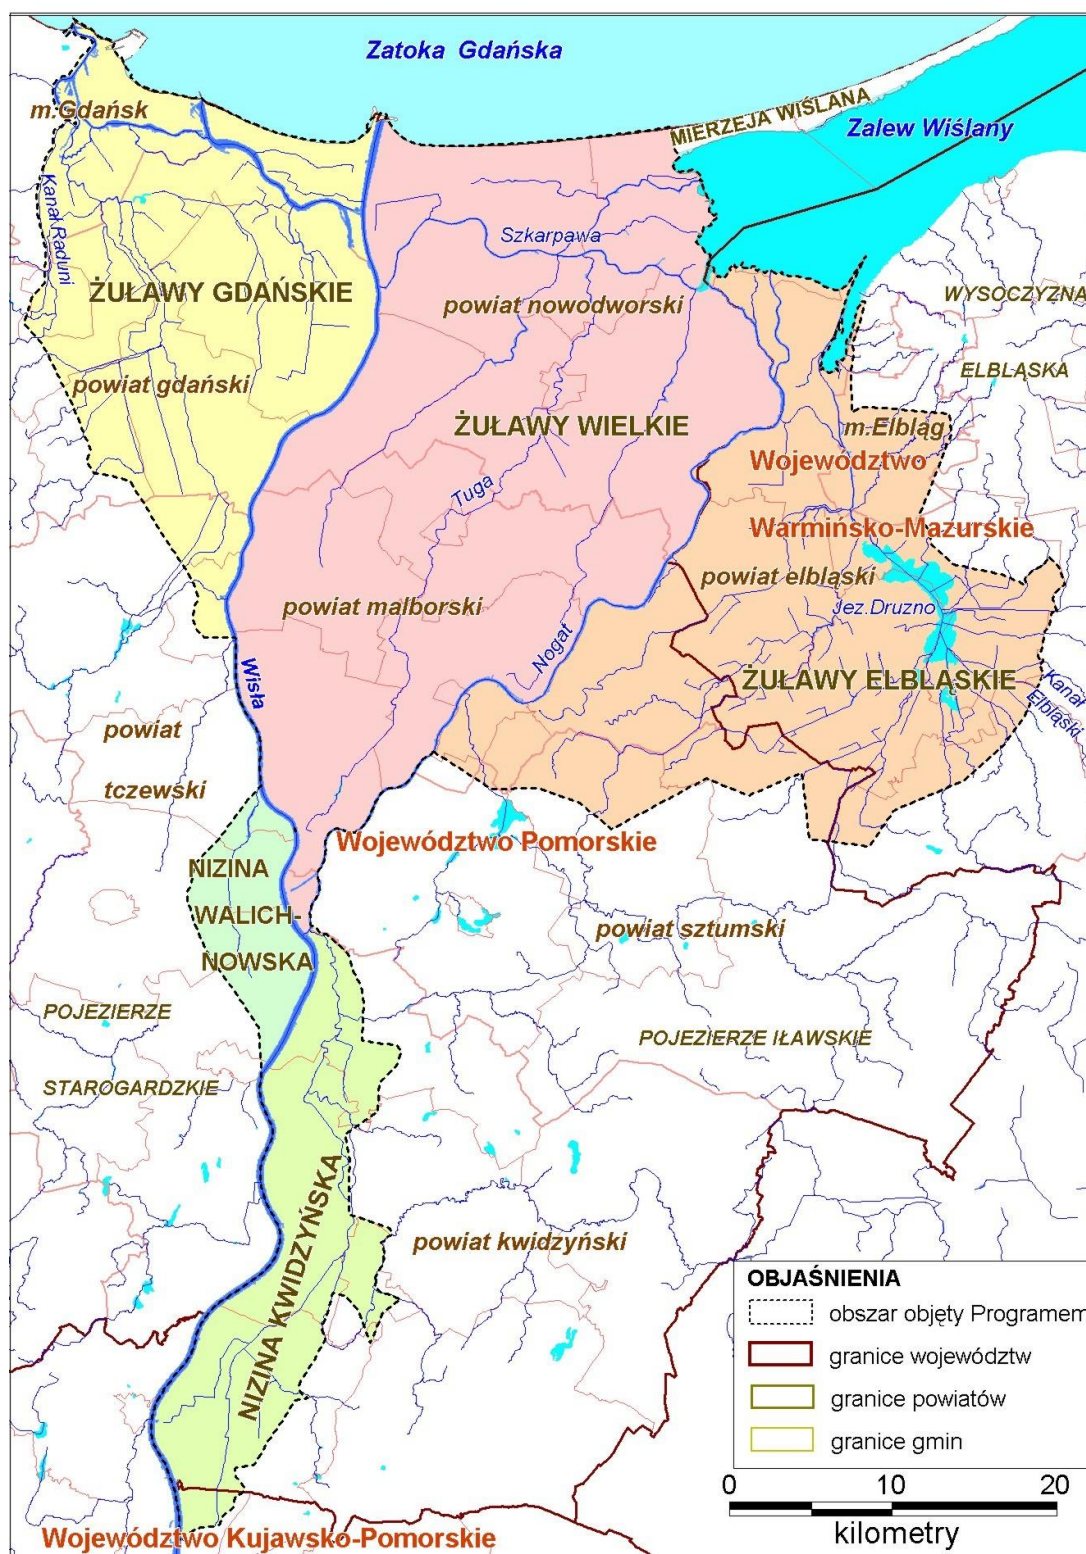 Zatoka Gdańska
MIERZEJA WIŚLANA
m.Gdańsk
Zalew Wiślany
Kanał Raduni
Szkarpawa
ŻUŁAWY GDAŃSKIE
powiat nowodworski
WYSOCZYZNA
ELBLĄSKA
powiat gdański
ŻUŁAWY WIELKIE
m.Elbląg
Województwo
Warmińsko-Mazurskie
Tuga
powiat elbląski
powiat malborski
Jez.Druzno
Nogat
Wisła
ŻUŁAWY ELBLĄSKIE
Kanał
Elbląski
powiat
tczewski
Województwo Pomorskie
NIZINA
WALICH-
NOWSKA
powiat sztumski
POJEZIERZE
STAROGARDZKIE
POJEZIERZE IŁAWSKIE
NIZINA KWIDZYŃSKA
powiat kwidzyński
OBJAŚNIENIA
obszar objęty Programem
granice województw
granice powiatów
granice gmin
0 10 20
kilometry
Województwo Kujawsko-Pomorskie